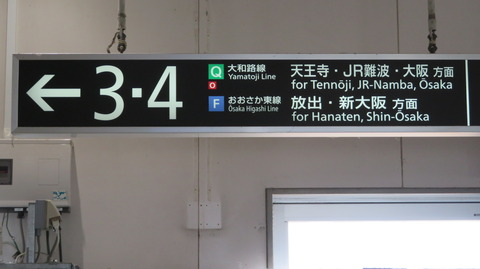 ← 3・4
Q 大和路線 天王寺・JR難波・大阪 方面
O Yamatoji Line for Tennōji, JR-Namba, Ōsaka
F おおさか東線 放出・新大阪 方面
Ōsaka Higashi Line for Hanaten, Shin-Ōsaka